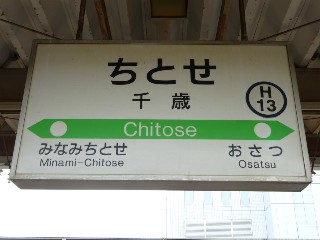 ちとせ
千歳
H
13
Chitose
みなみちとせ
Minami-Chitose
おさつ
Osatsu